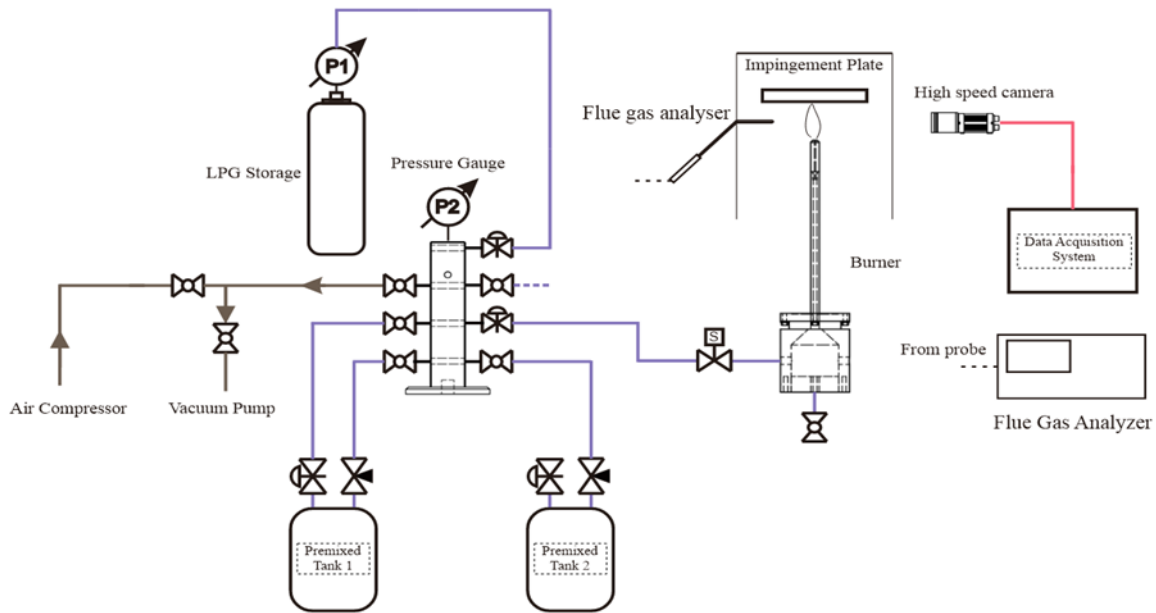 P1
LPG Storage
Pressure Gauge
P2
Air Compressor
Vacuum Pump
Premixed
Tank 1
Premixed
Tank 2
Impingement Plate
Flue gas analyser
Burner
S
High speed camera
Data Acquisition
System
From probe
Flue Gas Analyzer